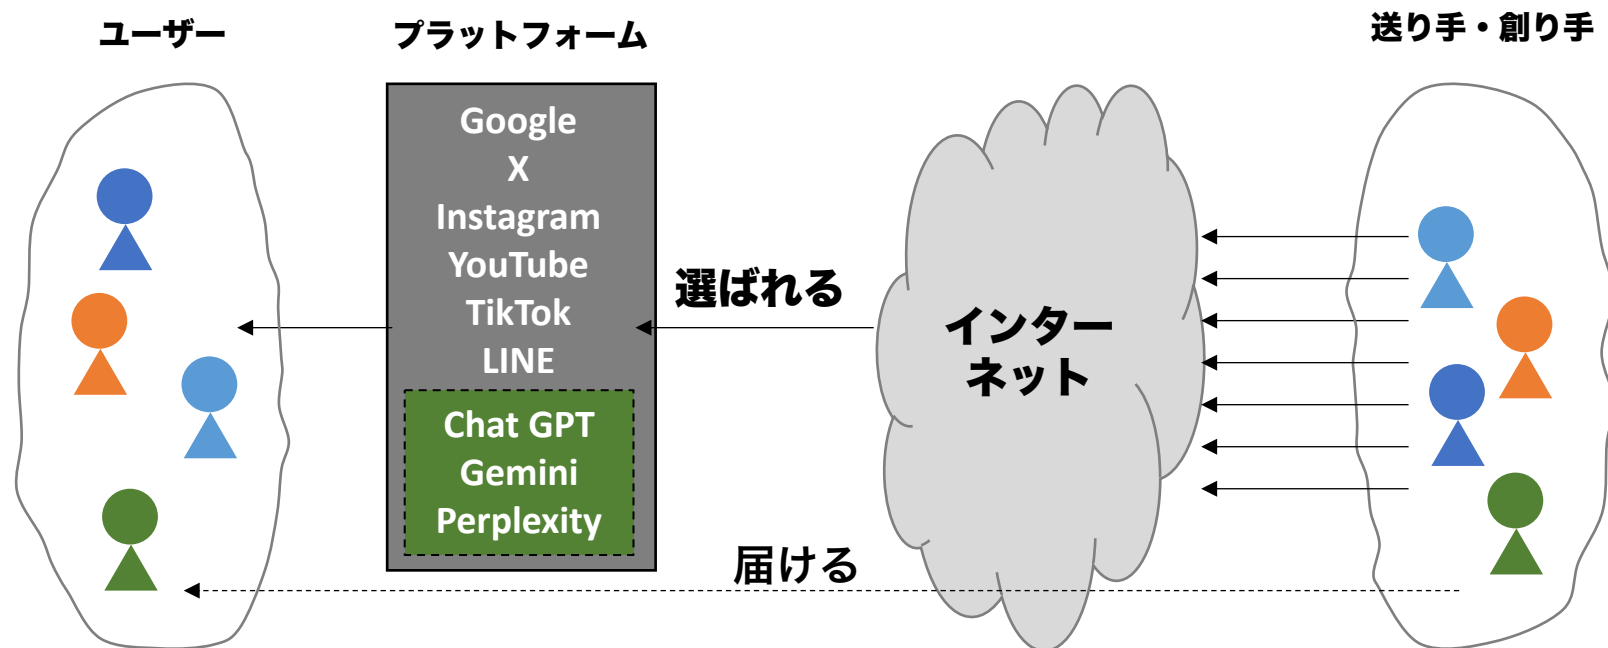 ユーザー
プラットフォーム
送り手・創り手
Google
X
Instagram
YouTube
TikTok
LINE
Chat GPT
Gemini
Perplexity
選ばれる
インター
ネット
届ける